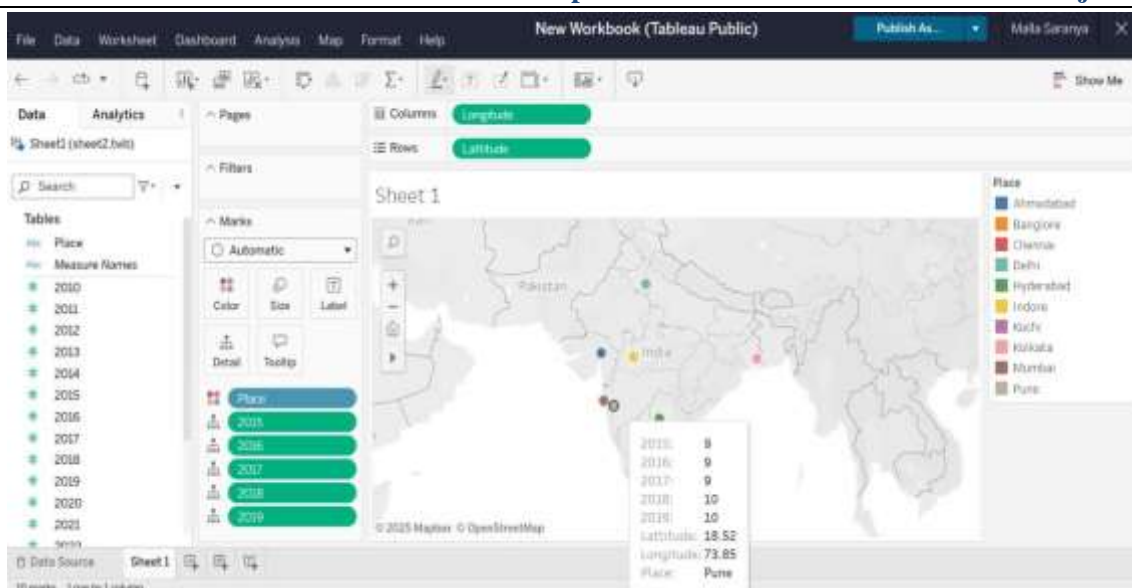 New Workbook (Tableau Public)
Publish As...
Malla Saranya
File Data Worksheet Dashboard Analysis Map Format Help
Show Me
Data Analytics
Sheet1 (sheet2.twb)
Search
Tables
Place
Measure Names
2010
2011
2012
2013
2014
2015
2016
2017
2018
2019
2020
2021
Pages
Filters
Marks
Automatic
Color Size Label
Detail Tooltip
Place
2015
2016
2017
2018
2019
Columns Longitude
Rows Lattitude
Sheet 1
Pakistan
India
2015: 9
2016: 9
2017: 9
2018: 10
2019: 10
Lattitude: 18.52
Longitude: 73.85
Place: Pune
© 2025 Mapbox © OpenStreetMap
Place
Ahmadabad
Banglore
Chennai
Delhi
Hyderabad
Indore
Kochi
Kolkata
Mumbai
Pune
Data Source Sheet 1